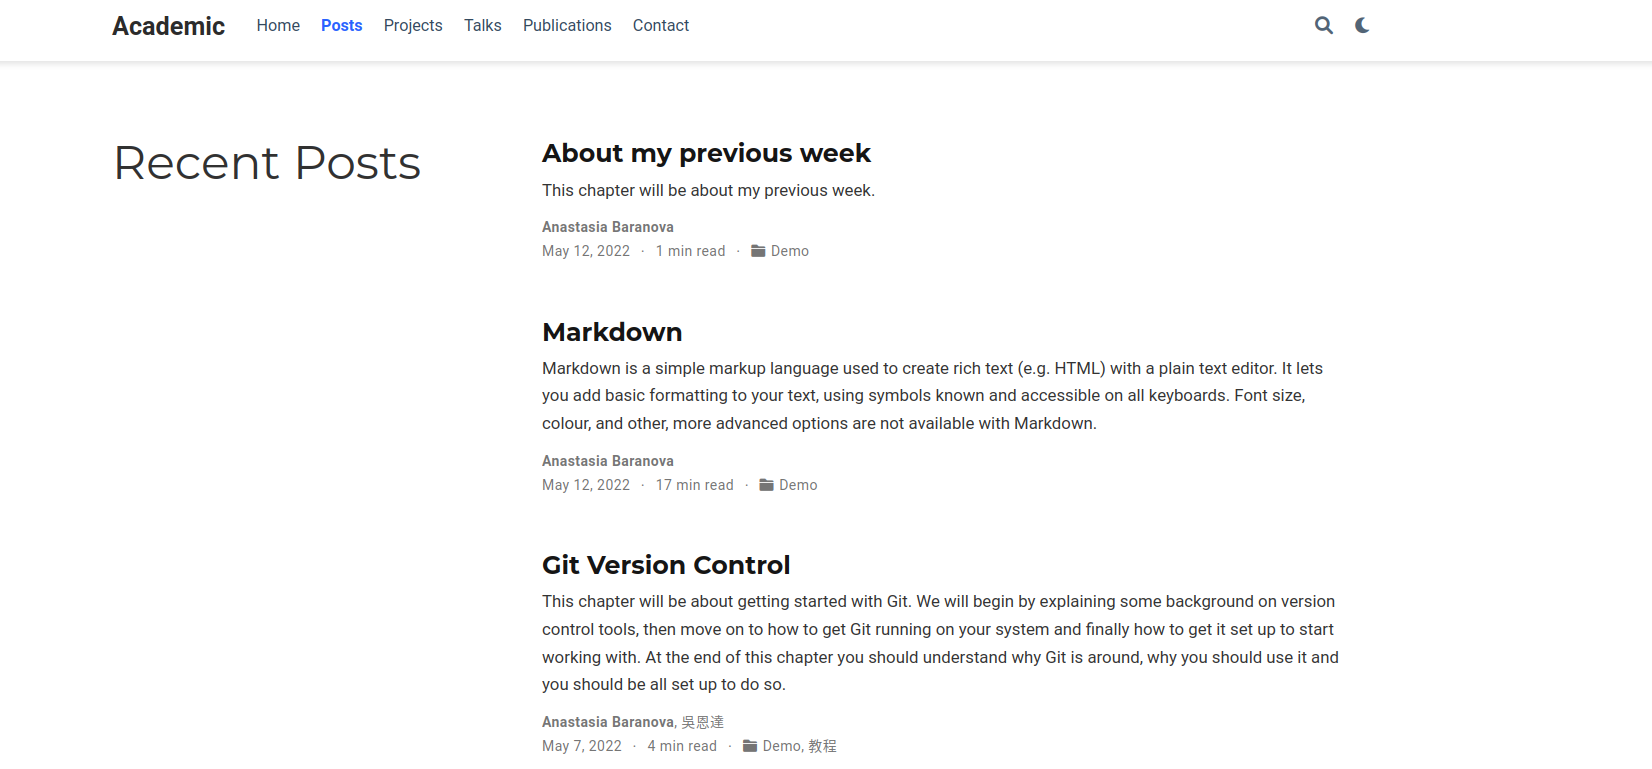 Academic Home Posts Projects Talks Publications Contact
Recent Posts
About my previous week
This chapter will be about my previous week.
Anastasia Baranova
May 12, 2022 · 1 min read · Demo
Markdown
Markdown is a simple markup language used to create rich text (e.g. HTML) with a plain text editor. It lets
you add basic formatting to your text, using symbols known and accessible on all keyboards. Font size,
colour, and other, more advanced options are not available with Markdown.
Anastasia Baranova
May 12, 2022 · 17 min read · Demo
Git Version Control
This chapter will be about getting started with Git. We will begin by explaining some background on version
control tools, then move on to how to get Git running on your system and finally how to get it set up to start
working with. At the end of this chapter you should understand why Git is around, why you should use it and
you should be all set up to do so.
Anastasia Baranova, 吳恩達
May 7, 2022 · 4 min read · Demo, 教程